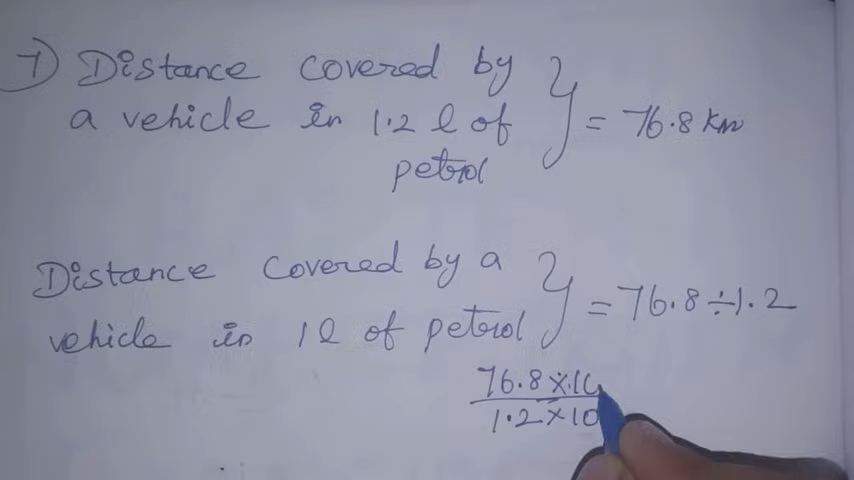 7) Distance covered by
a vehicle in 1.2 l of
petrol
} = 76.8 km
Distance covered by a
vehicle in 1l of petrol
} = 76.8 ÷ 1.2
76.8 × 10
1.2 × 10